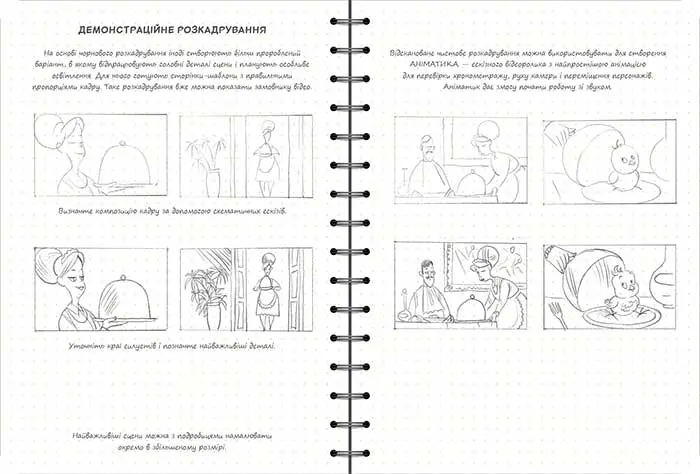 ДЕМОНСТРАЦІЙНЕ РОЗКАДРУВАННЯ
На основі чорнового розкадрування іноді створюють більш пророблений
варіант, в якому відпрацьовують головні деталі сцени і планують особливе
освітлення. Для нього готують сторінки-шаблони з правильними
пропорціями кадру. Таке розкадрування вже можна показати замовнику відео.
Визначте композицію кадру за допомогою схематичних ескізів.
Уточніть краї силуетів і позначте найважливіші деталі.
Найважливіші сцени можна з подробицями намалювати
окремо в збільшеному розмірі.
Відскановане чистове розкадрування можна використовувати для створення
АНІМАТИКА — ескізного відеоролика з найпростішою анімацією
для перевірки хронометражу, руху камери і переміщення персонажів.
Аніматик дає змогу почати роботу зі звуком.